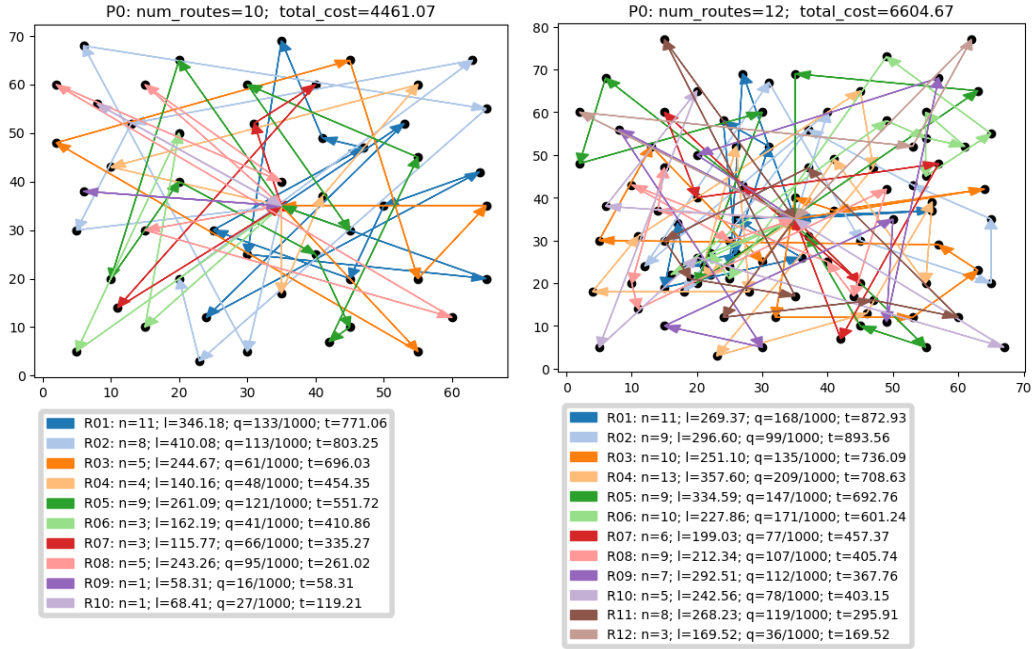 P0: num_routes=10;  total_cost=4461.07
70
60
50
40
30
20
10
0
0
10
20
30
40
50
60
R01: n=11; l=346.18; q=133/1000; t=771.06
R02: n=8; l=410.08; q=113/1000; t=803.25
R03: n=5; l=244.67; q=61/1000; t=696.03
R04: n=4; l=140.16; q=48/1000; t=454.35
R05: n=9; l=261.09; q=121/1000; t=551.72
R06: n=3; l=162.19; q=41/1000; t=410.86
R07: n=3; l=115.77; q=66/1000; t=335.27
R08: n=5; l=243.26; q=95/1000; t=261.02
R09: n=1; l=58.31; q=16/1000; t=58.31
R10: n=1; l=68.41; q=27/1000; t=119.21
P0: num_routes=12;  total_cost=6604.67
80
70
60
50
40
30
20
10
0
0
10
20
30
40
50
60
70
R01: n=11; l=269.37; q=168/1000; t=872.93
R02: n=9; l=296.60; q=99/1000; t=893.56
R03: n=10; l=251.10; q=135/1000; t=736.09
R04: n=13; l=357.60; q=209/1000; t=708.63
R05: n=9; l=334.59; q=147/1000; t=692.76
R06: n=10; l=227.86; q=171/1000; t=601.24
R07: n=6; l=199.03; q=77/1000; t=457.37
R08: n=9; l=212.34; q=107/1000; t=405.74
R09: n=7; l=292.51; q=112/1000; t=367.76
R10: n=5; l=242.56; q=78/1000; t=403.15
R11: n=8; l=268.23; q=119/1000; t=295.91
R12: n=3; l=169.52; q=36/1000; t=169.52